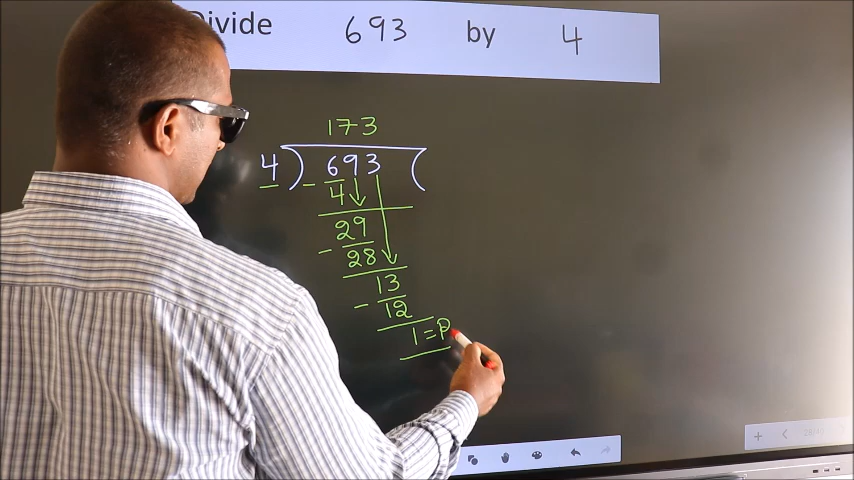 Divide 693 by 4
173
4 ) 693 (
- 4
29
- 28
13
- 12
1 = P